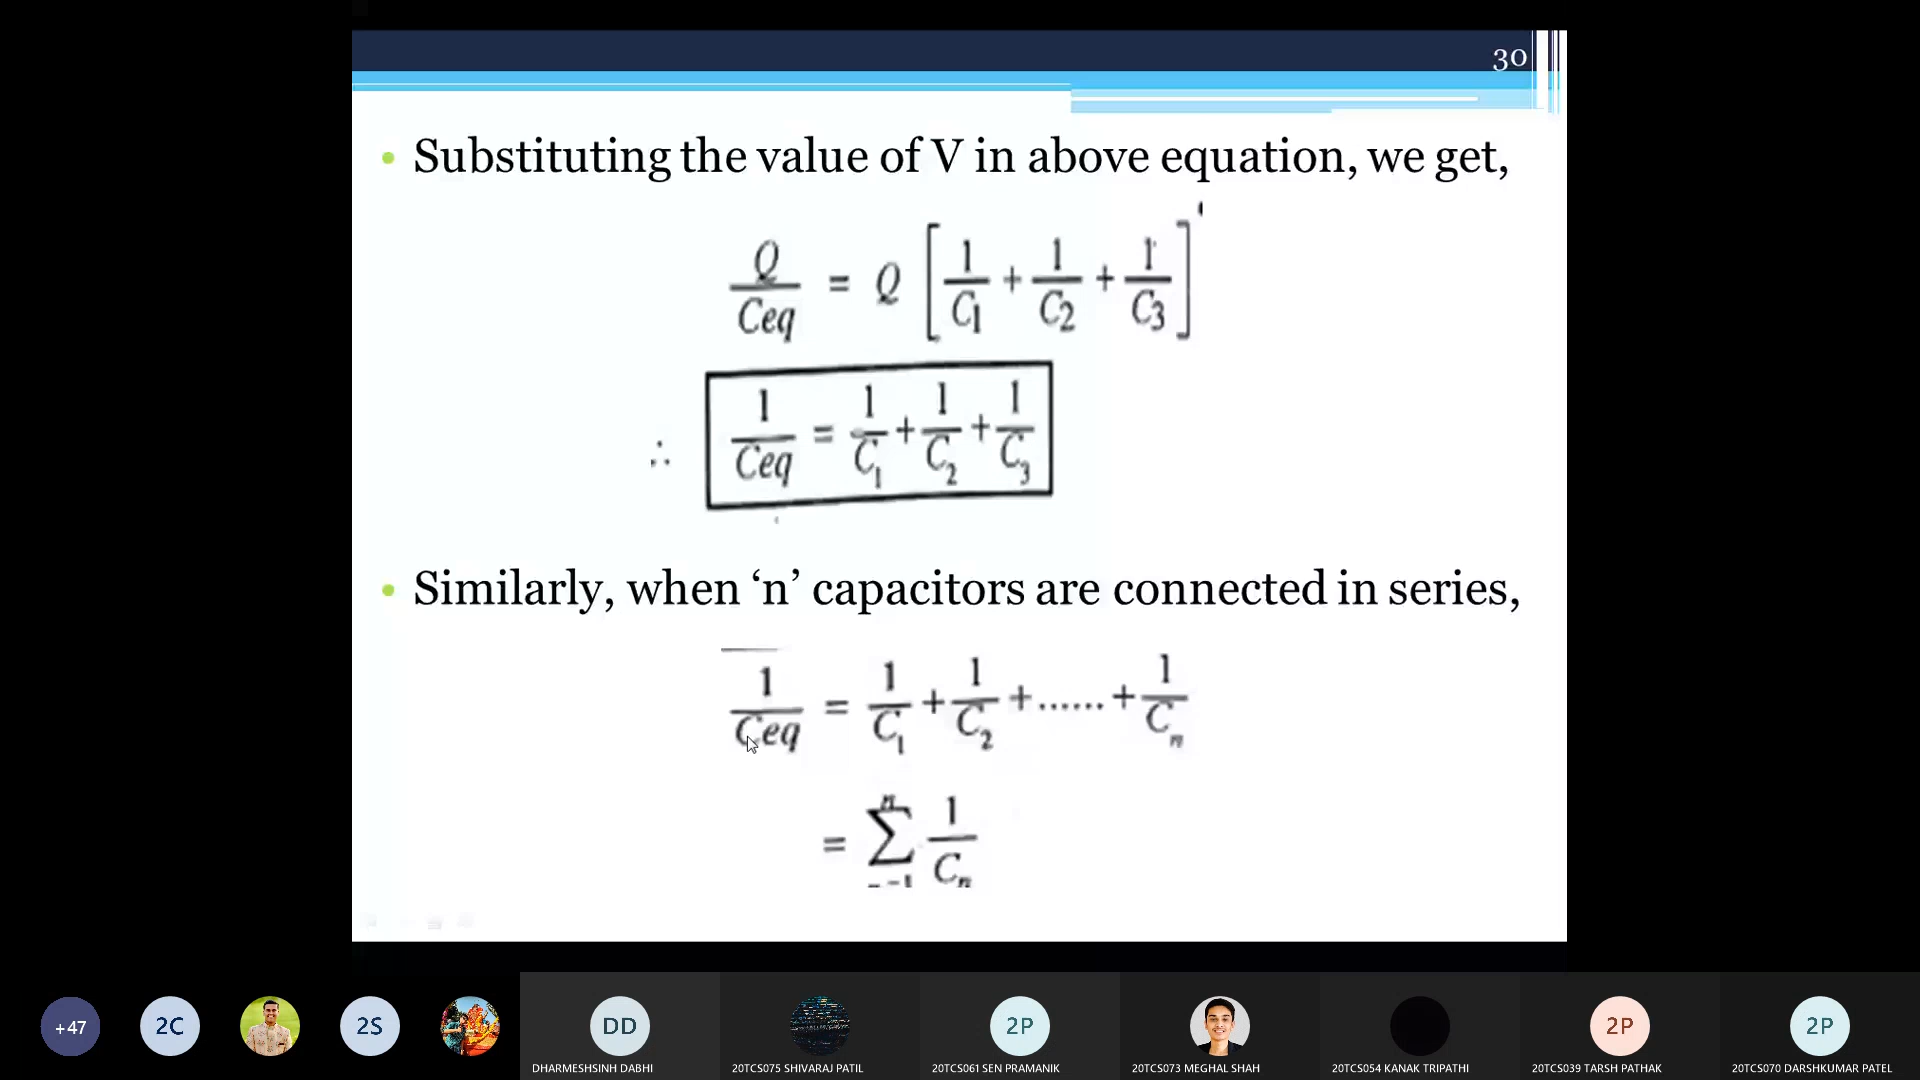 30
• Substituting the value of V in above equation, we get,
Q/Ceq = Q [1/C1 + 1/C2 + 1/C3]
∴ 1/Ceq = 1/C1 + 1/C2 + 1/C3
• Similarly, when ‘n’ capacitors are connected in series,
1/Ceq = 1/C1 + 1/C2 + ...... + 1/Cn
= n∑ 1/Cn
+47 2C 2S DD 2P 2P 2P
DHARMESHSINH DABHI 20TCS075 SHIVARAJ PATIL 20TCS061 SEN PRAMANIK 20TCS073 MEGHAL SHAH 20TCS054 KANAK TRIPATHI 20TCS039 TARSH PATHAK 20TCS070 DARSHKUMAR PATEL